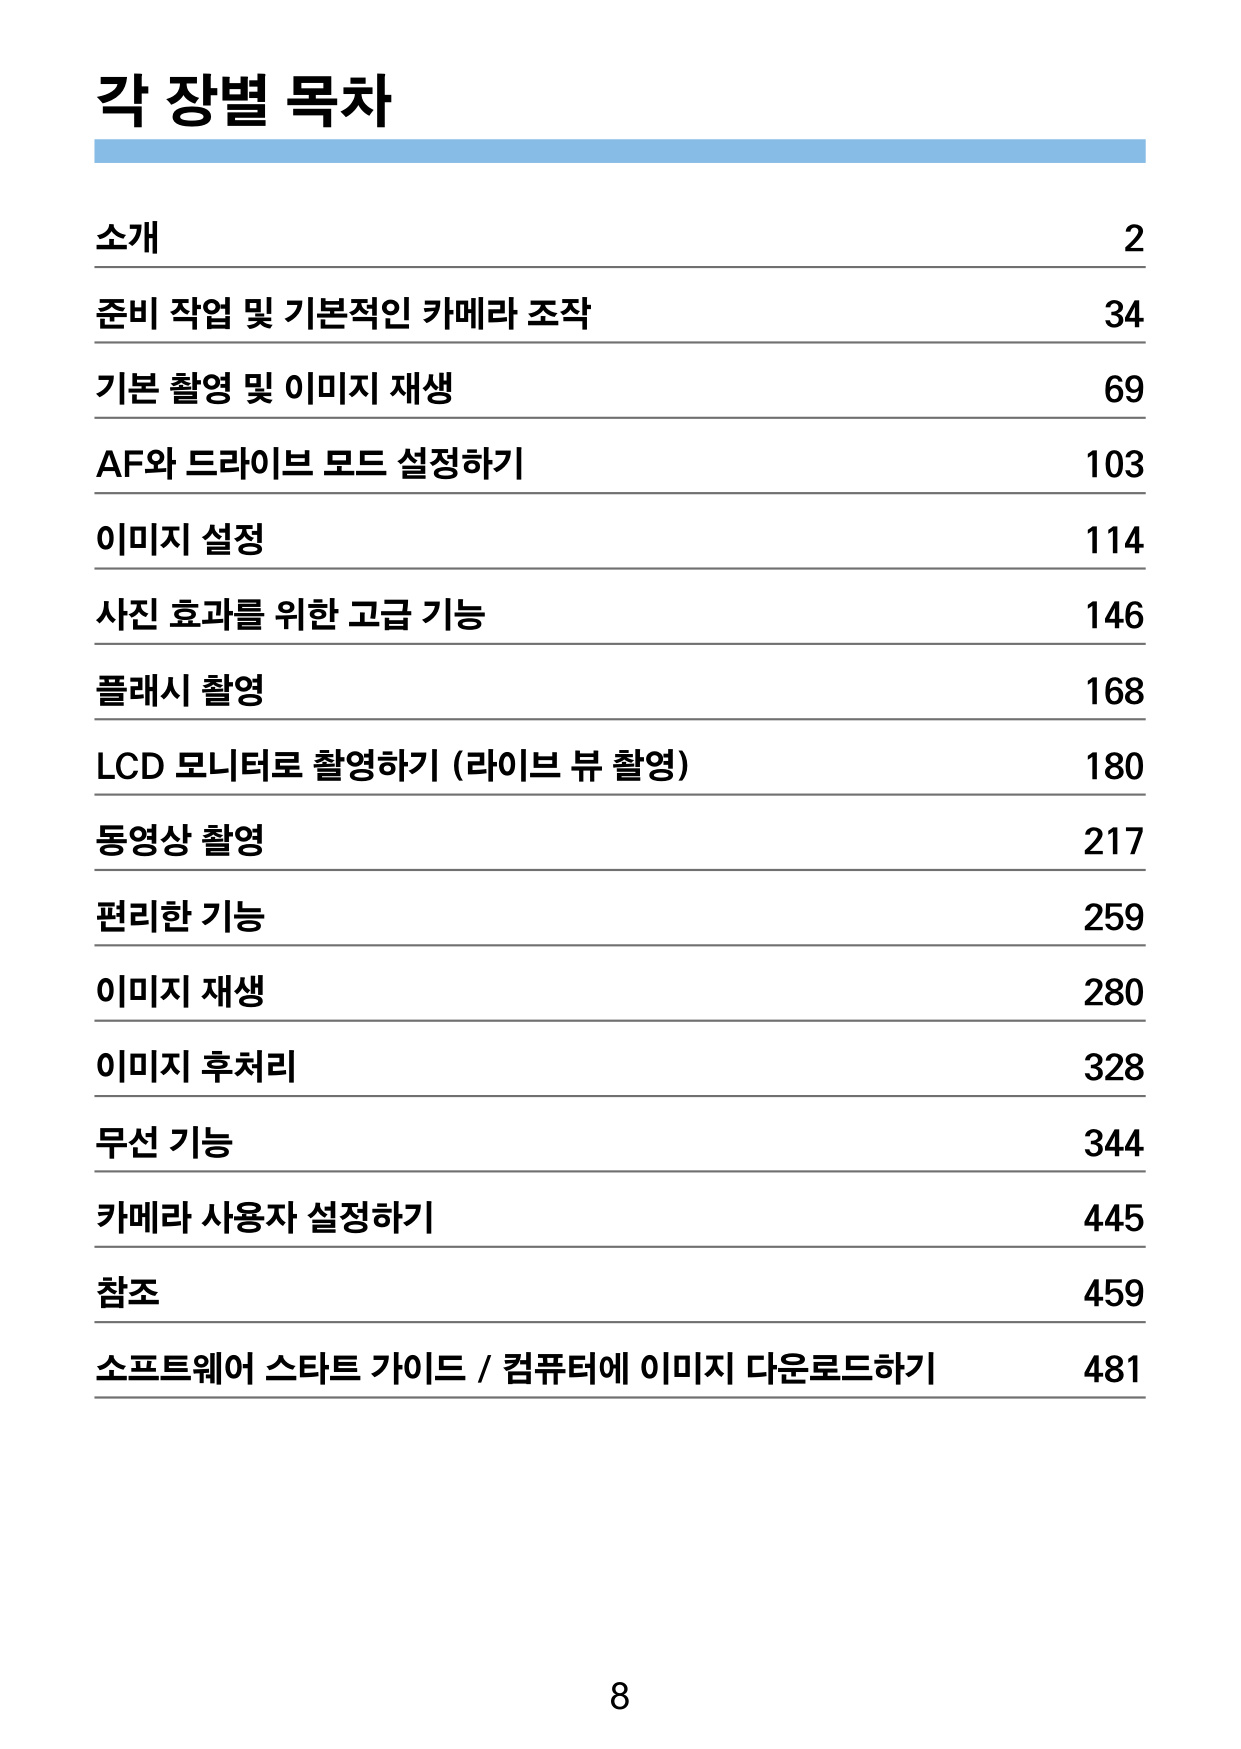 각 장별 목차
소개 2
준비 작업 및 기본적인 카메라 조작 34
기본 촬영 및 이미지 재생 69
AF와 드라이브 모드 설정하기 103
이미지 설정 114
사진 효과를 위한 고급 기능 146
플래시 촬영 168
LCD 모니터로 촬영하기 (라이브 뷰 촬영) 180
동영상 촬영 217
편리한 기능 259
이미지 재생 280
이미지 후처리 328
무선 기능 344
카메라 사용자 설정하기 445
참조 459
소프트웨어 스타트 가이드 / 컴퓨터에 이미지 다운로드하기 481
8